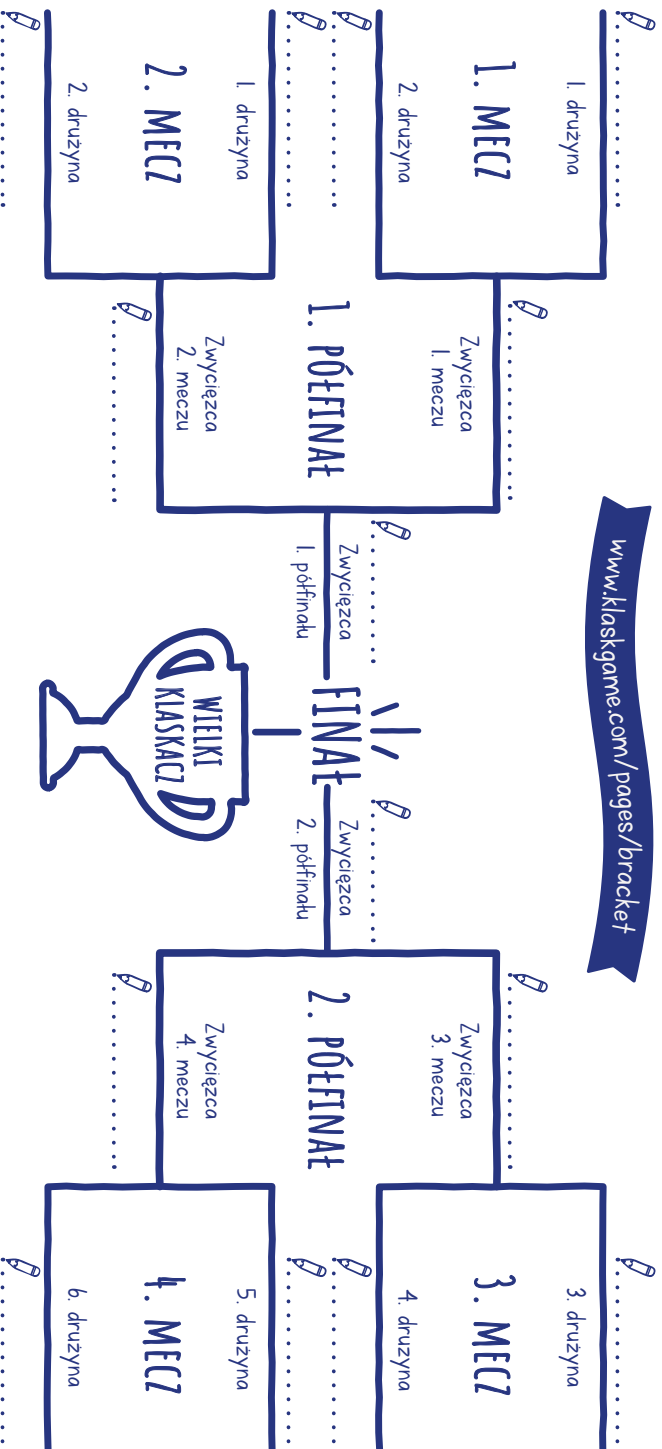 www.klaskgame.com/pages/bracket
1. drużyna
1. MECZ
2. drużyna
1. drużyna
2. MECZ
2. drużyna
Zwycięzca
1. meczu
1. PÓŁFINAŁ
Zwycięzca
2. meczu
Zwycięzca
1. półfinału
FINAŁ
Zwycięzca
2. półfinału
WIELKI
KLASKACZ
Zwycięzca
3. meczu
2. PÓŁFINAŁ
Zwycięzca
4. meczu
3. drużyna
3. MECZ
4. drużyna
5. drużyna
4. MECZ
6. drużyna